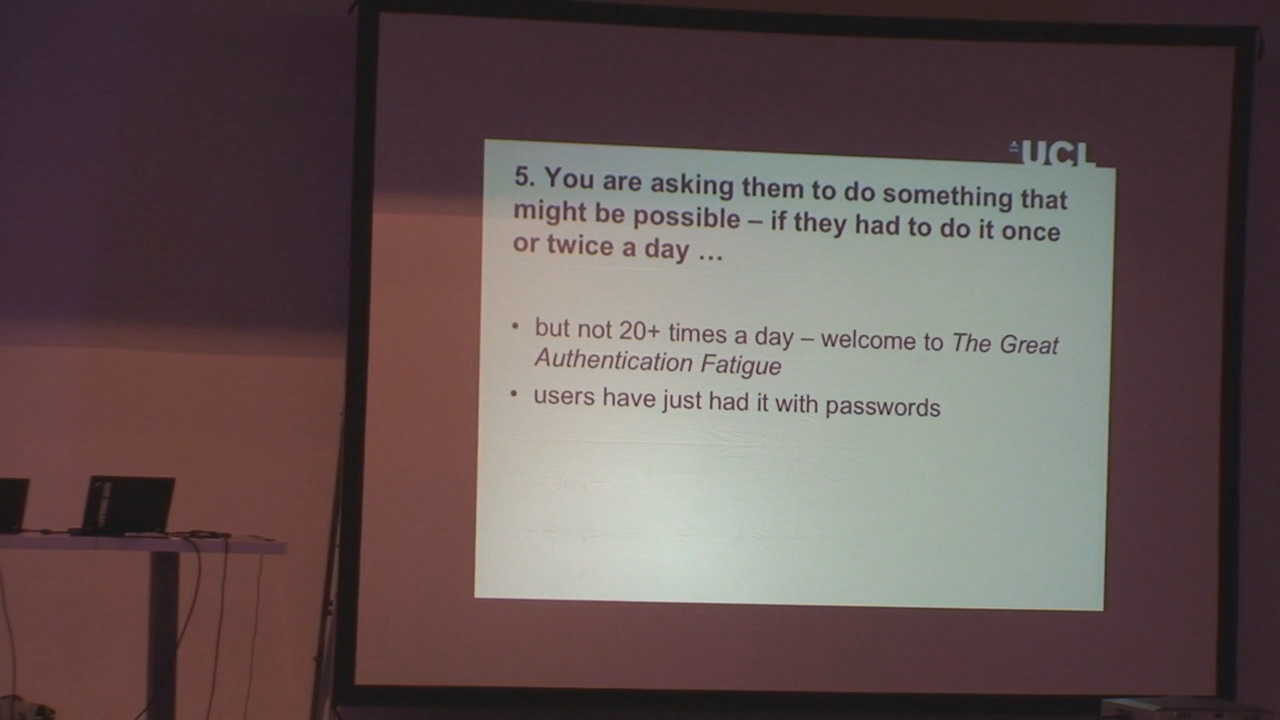 UCL
5. You are asking them to do something that
might be possible – if they had to do it once
or twice a day …
• but not 20+ times a day – welcome to The Great
Authentication Fatigue
• users have just had it with passwords